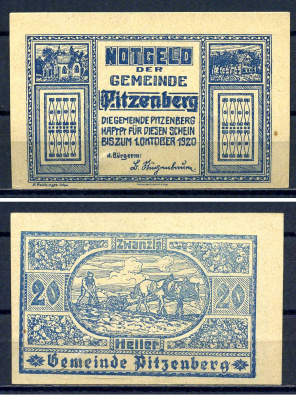 NOTGELD
DER
GEMEINDE
Pitzenberg
DIE GEMEINDE PITZENBERG
HAFTET FÜR DIESEN SCHEIN
BIS ZUM 1. OKTOBER 1920
d. Bürgerm:
Zwanzig
20 20
Heller
Gemeinde Pitzenberg